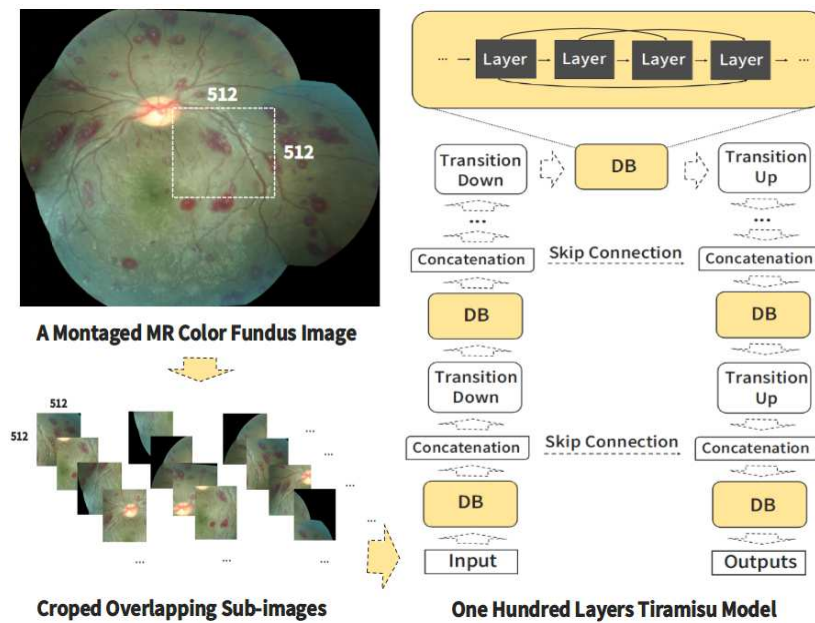 512
512
A Montaged MR Color Fundus Image
512
512
...
...
...
...
...
...
...
Croped Overlapping Sub-images
...
Layer
Layer
Layer
Layer
...
Transition
Down
DB
Transition
Up
...
...
Concatenation
Skip Connection
Concatenation
DB
DB
Transition
Down
Transition
Up
Concatenation
Skip Connection
Concatenation
DB
DB
Input
Outputs
One Hundred Layers Tiramisu Model